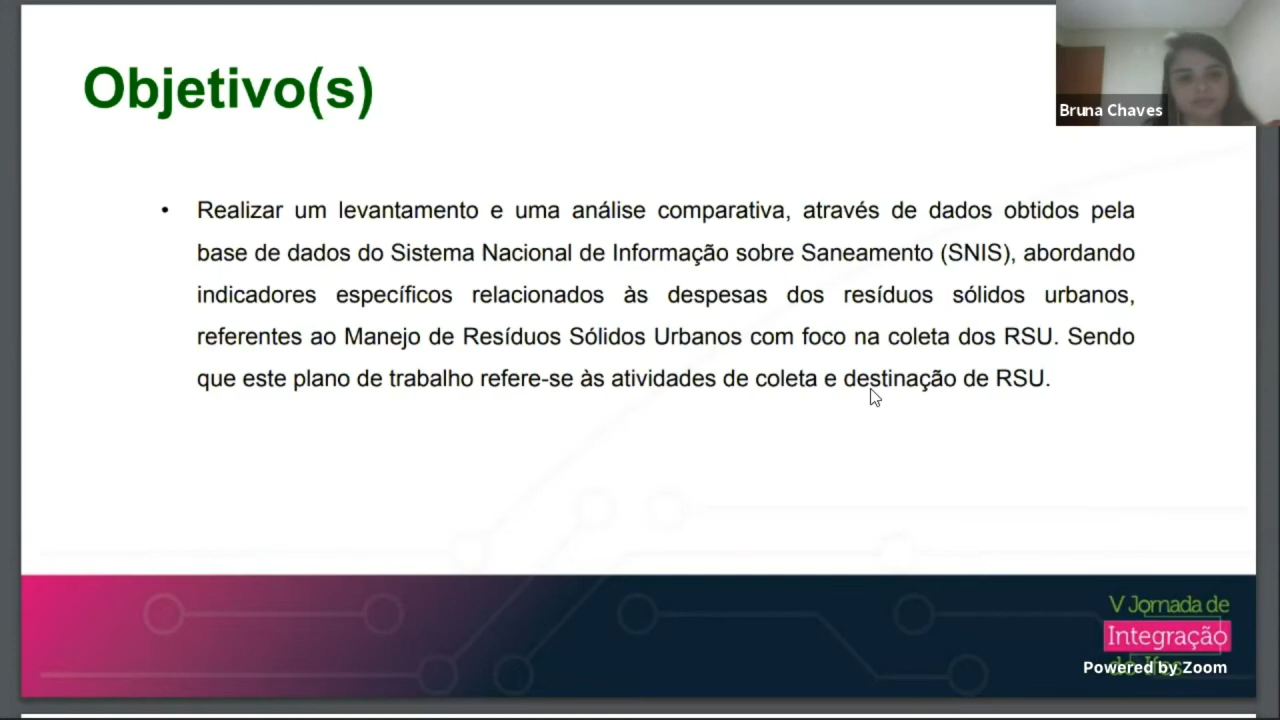 Objetivo(s)
Bruna Chaves
• Realizar um levantamento e uma análise comparativa, através de dados obtidos pela
base de dados do Sistema Nacional de Informação sobre Saneamento (SNIS), abordando
indicadores específicos relacionados às despesas dos resíduos sólidos urbanos,
referentes ao Manejo de Resíduos Sólidos Urbanos com foco na coleta dos RSU. Sendo
que este plano de trabalho refere-se às atividades de coleta e destinação de RSU.
V Jornada de
Integração
do Ifes
Powered by Zoom